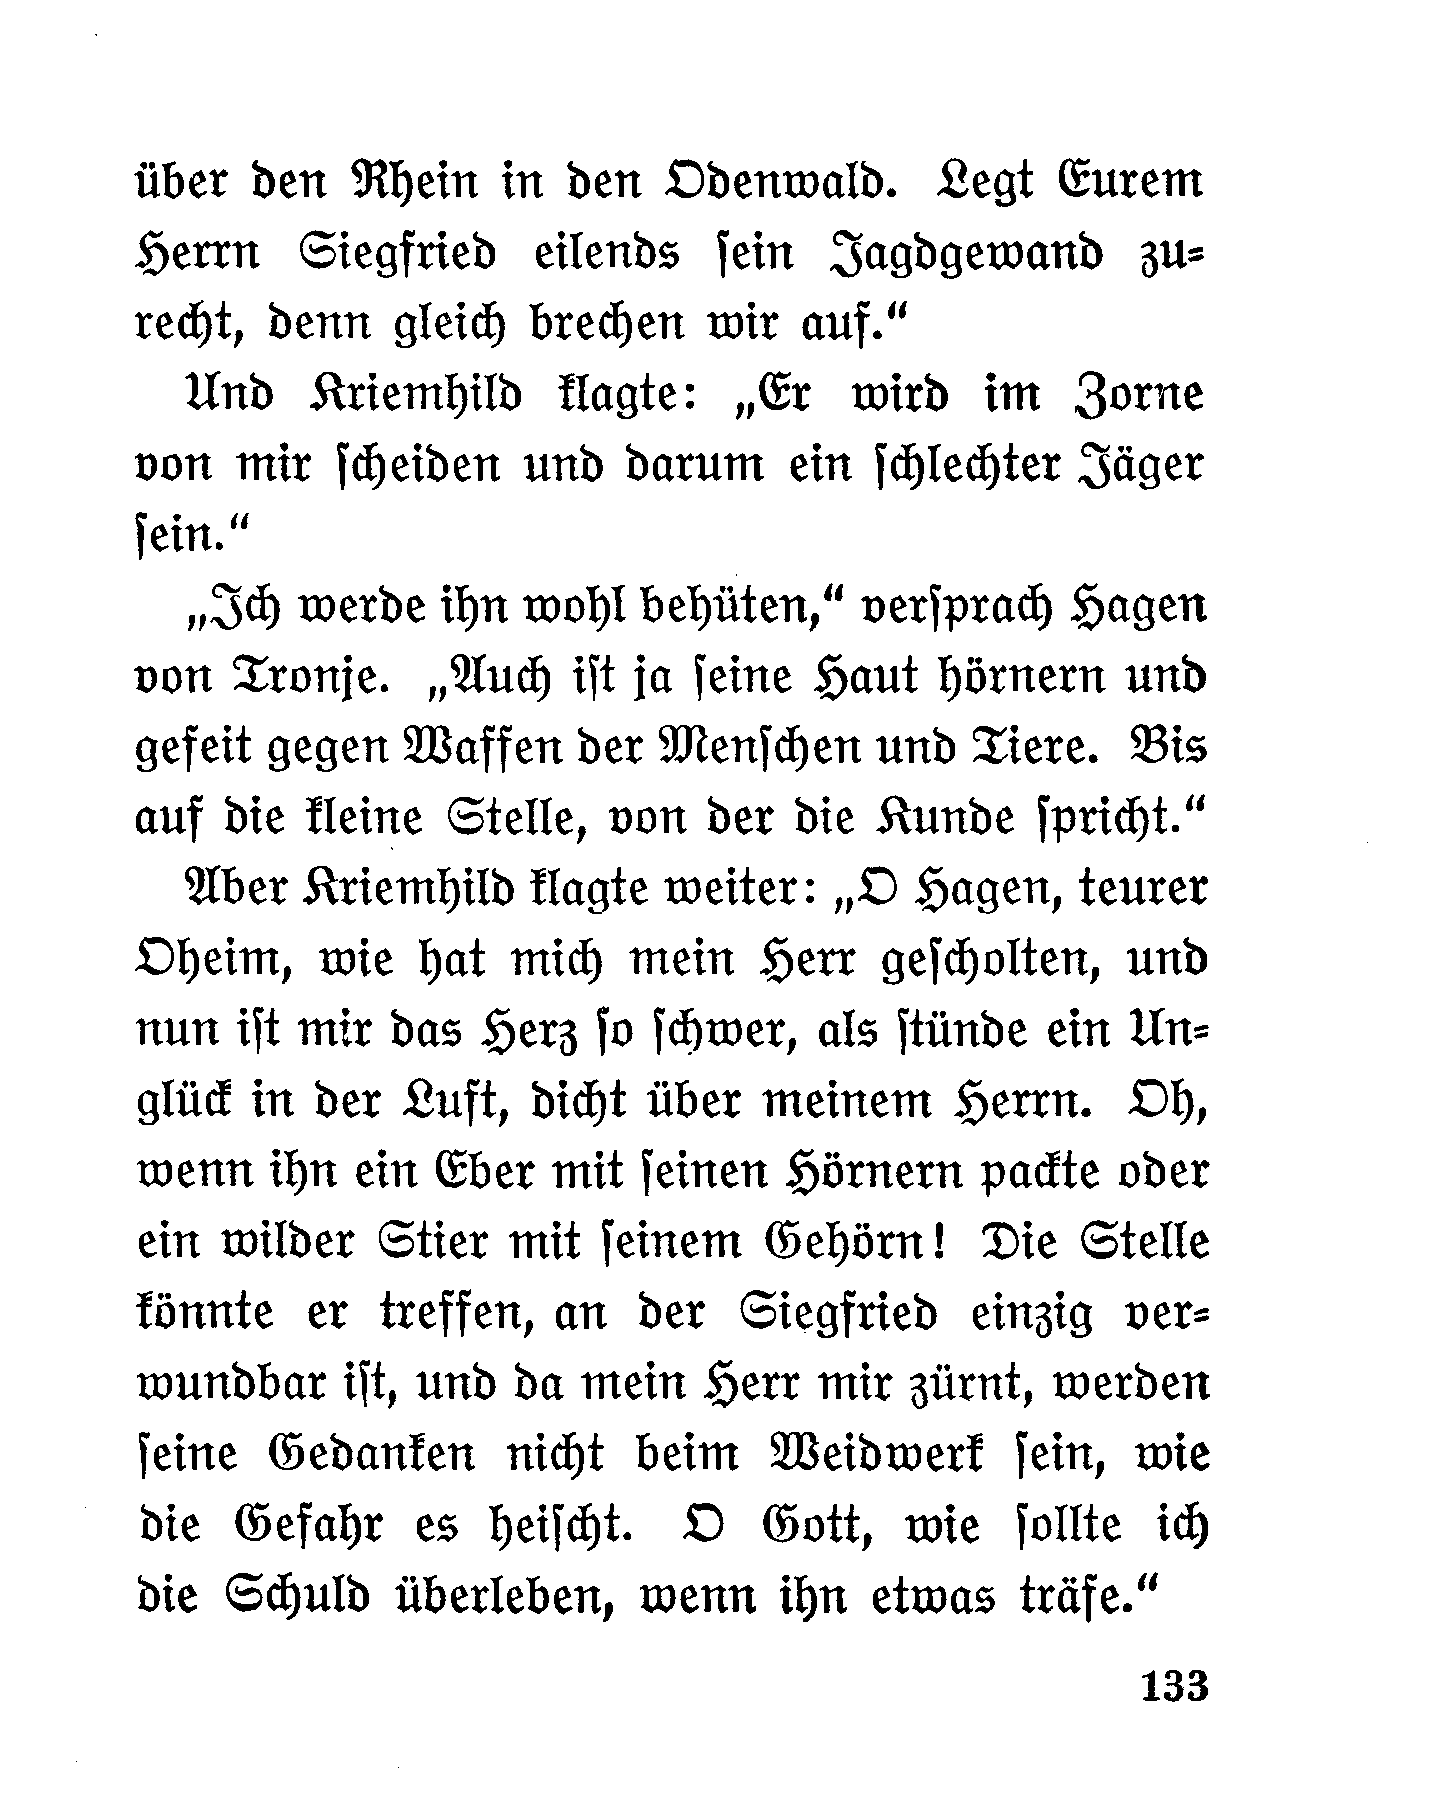 über den Rhein in den Odenwald. Legt Eurem
Herrn Siegfried eilends ſein Jagdgewand zu=
recht, denn gleich brechen wir auf.“
Und Kriemhild klagte: „Er wird im Zorne
von mir ſcheiden und darum ein ſchlechter Jäger
ſein.“
„Ich werde ihn wohl behüten,“ verſprach Hagen
von Tronje. „Auch iſt ja ſeine Haut hörnern und
gefeit gegen Waffen der Menſchen und Tiere. Bis
auf die kleine Stelle, von der die Kunde ſpricht.“
Aber Kriemhild klagte weiter: „O Hagen, teurer
Oheim, wie hat mich mein Herr geſcholten, und
nun iſt mir das Herz ſo ſchwer, als ſtünde ein Un=
glück in der Luft, dicht über meinem Herrn. Oh,
wenn ihn ein Eber mit ſeinen Hörnern packte oder
ein wilder Stier mit ſeinem Gehörn! Die Stelle
könnte er treffen, an der Siegfried einzig ver=
wundbar iſt, und da mein Herr mir zürnt, werden
ſeine Gedanken nicht beim Weidwerk ſein, wie
die Gefahr es heiſcht. O Gott, wie ſollte ich
die Schuld überleben, wenn ihn etwas träfe.“
133